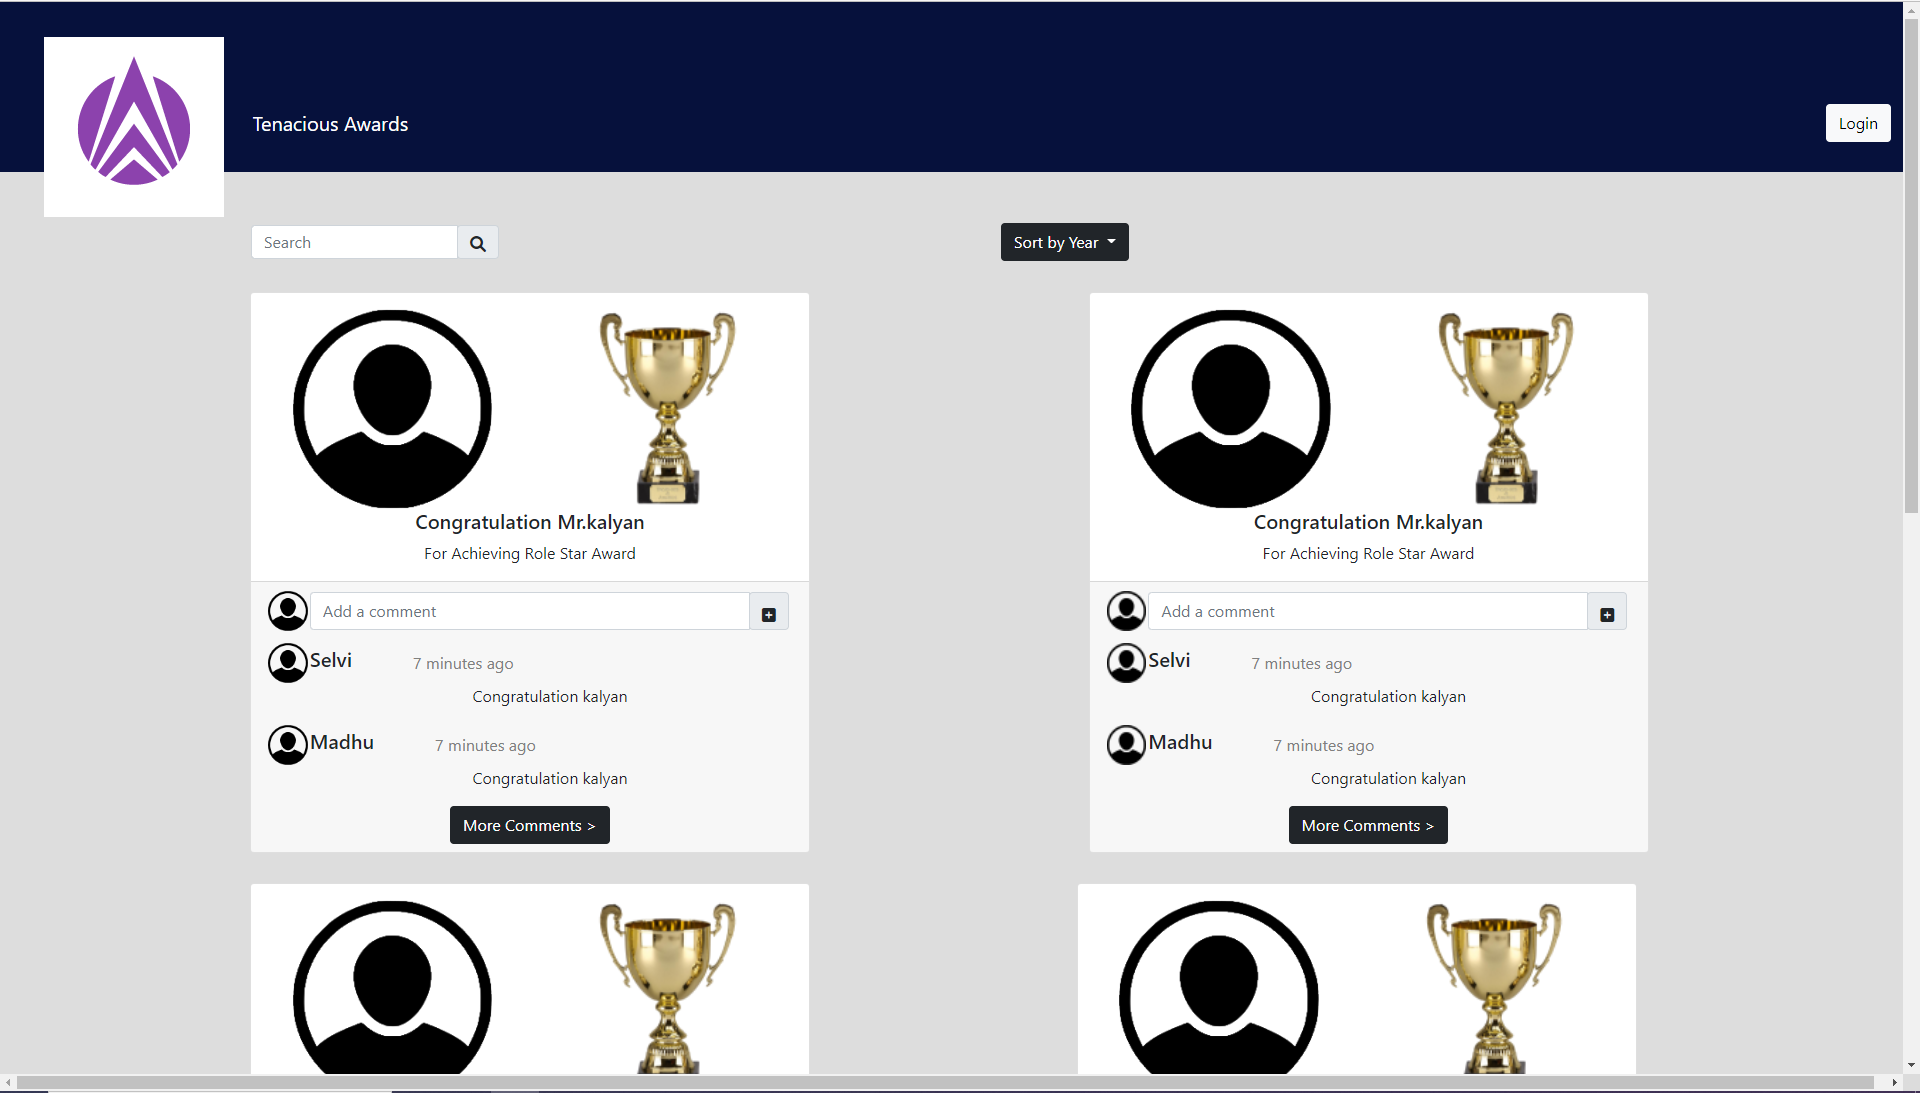 Tenacious Awards
Login
Search
Sort by Year
Congratulation Mr.kalyan
For Achieving Role Star Award
Add a comment
Selvi 7 minutes ago
Congratulation kalyan
Madhu 7 minutes ago
Congratulation kalyan
More Comments >
Congratulation Mr.kalyan
For Achieving Role Star Award
Add a comment
Selvi 7 minutes ago
Congratulation kalyan
Madhu 7 minutes ago
Congratulation kalyan
More Comments >